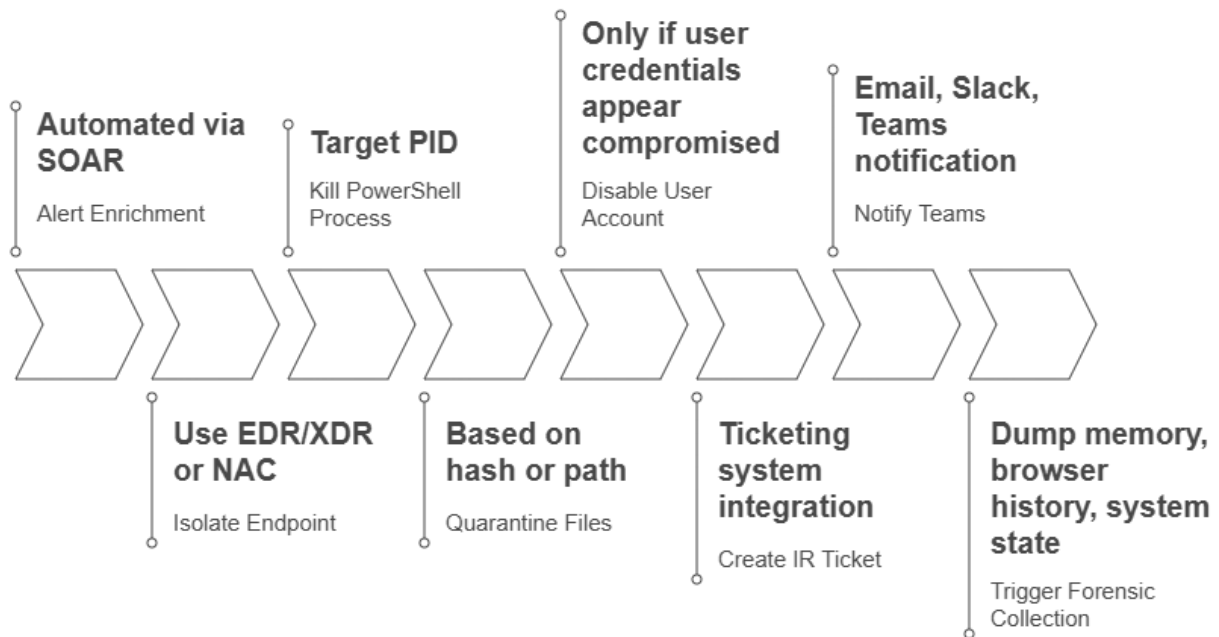 Automated via
SOAR
Alert Enrichment
Use EDR/XDR
or NAC
Isolate Endpoint
Target PID
Kill PowerShell
Process
Based on
hash or path
Quarantine Files
Only if user
credentials
appear
compromised
Disable User
Account
Ticketing
system
integration
Create IR Ticket
Email, Slack,
Teams
notification
Notify Teams
Dump memory,
browser
history, system
state
Trigger Forensic
Collection